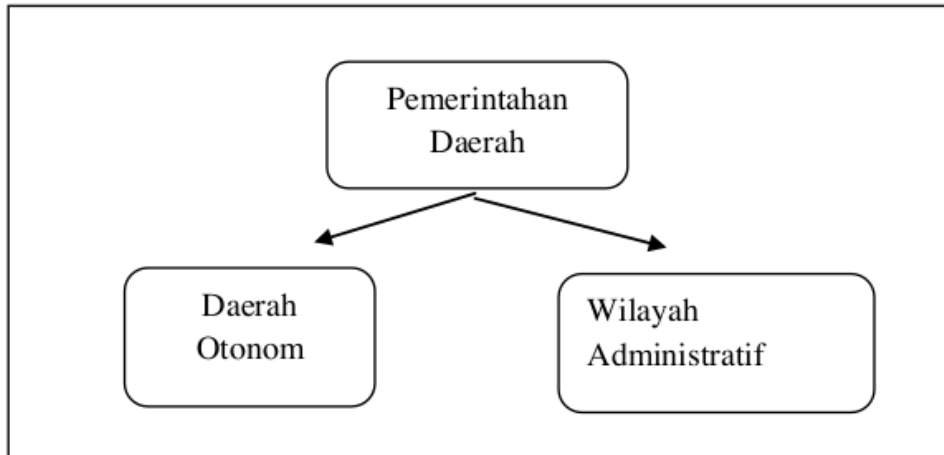 Pemerintahan
Daerah
Daerah
Otonom
Wilayah
Administratif